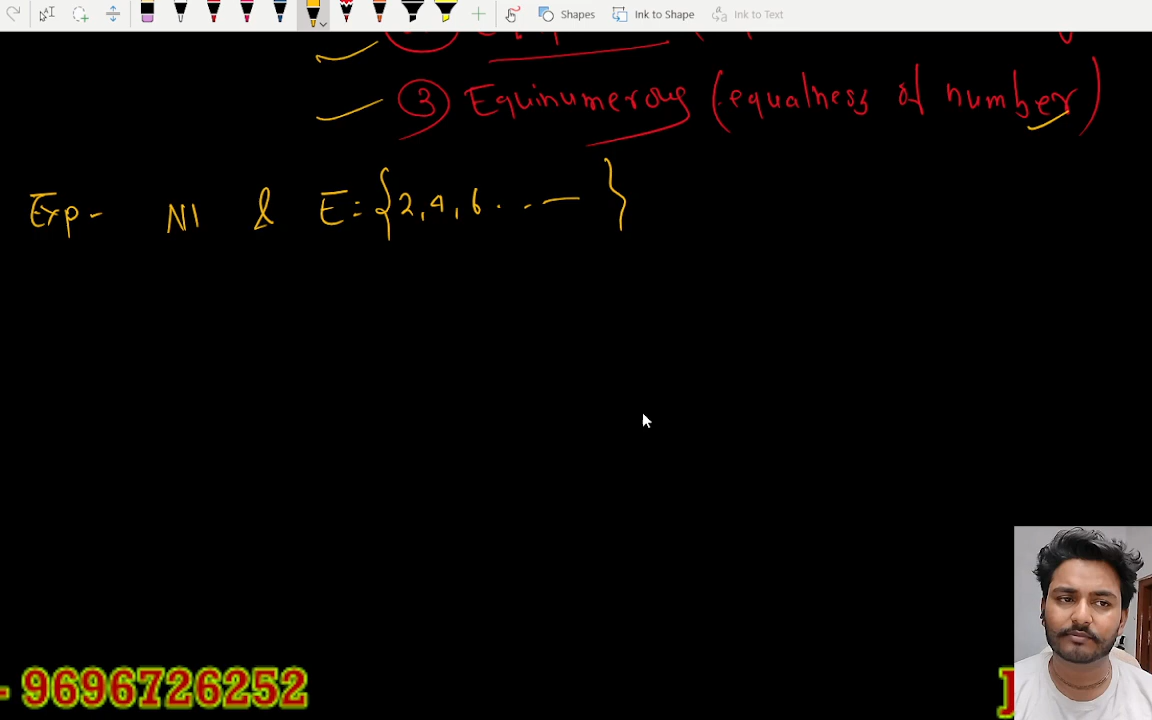 Shapes Ink to Shape Ink to Text
③ Equinumerous (equalness of number)
Exp- N & E = {2, 4, 6 . . . — }
- 9696726252